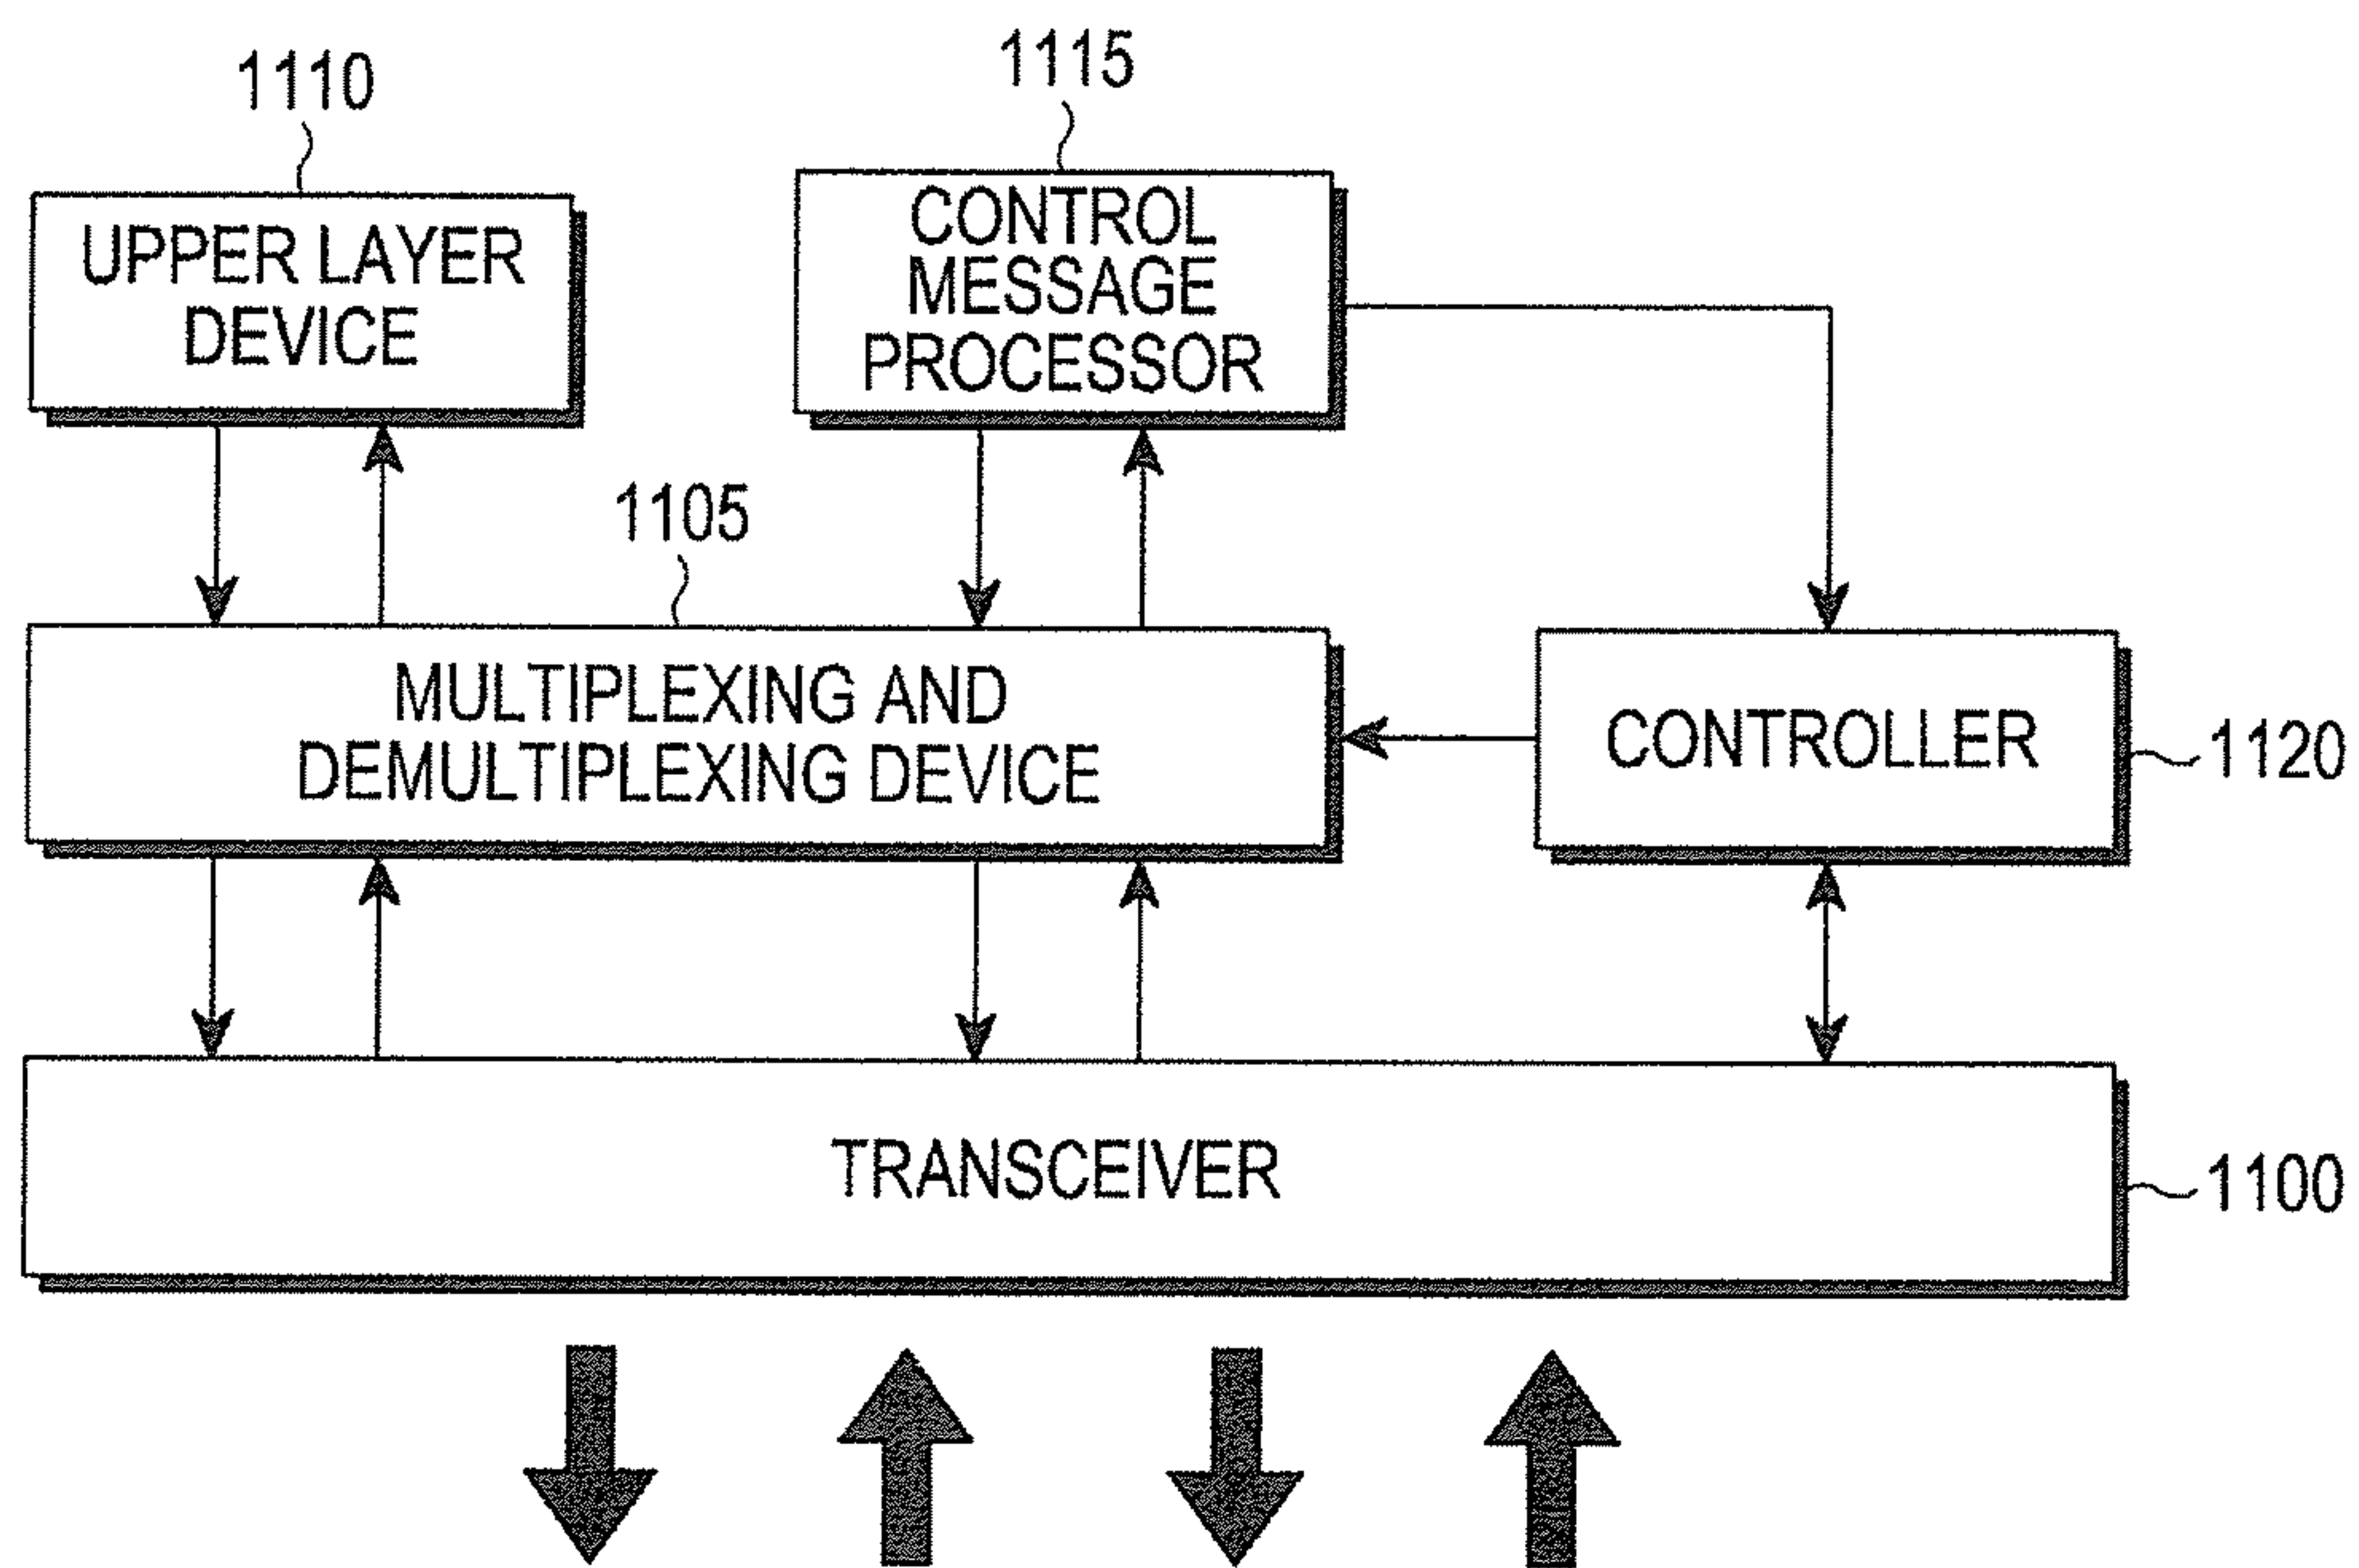 1110
1115
UPPER LAYER
DEVICE
CONTROL
MESSAGE
PROCESSOR
1105
MULTIPLEXING AND
DEMULTIPLEXING DEVICE
CONTROLLER
1120
TRANSCEIVER
1100